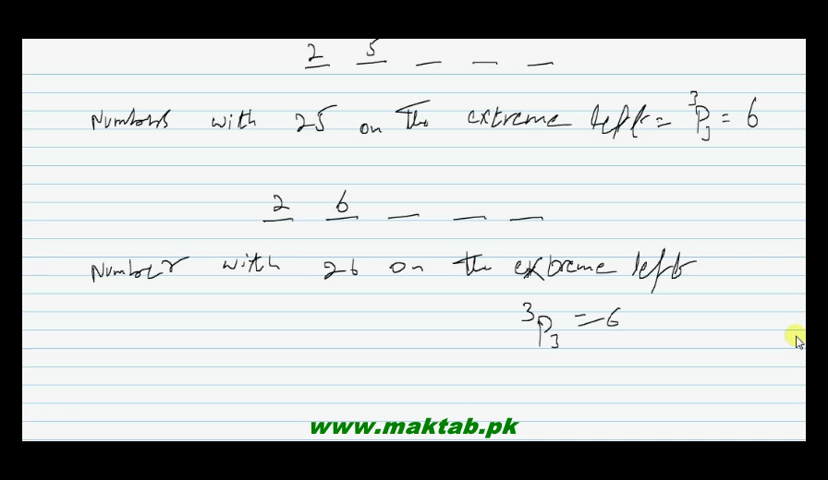 2 5 _ _ _
Numbers with 25 on the extreme left = ³P₃ = 6
2 6 _ _ _
Number with 26 on the extreme left
³P₃ = 6
www.maktab.pk